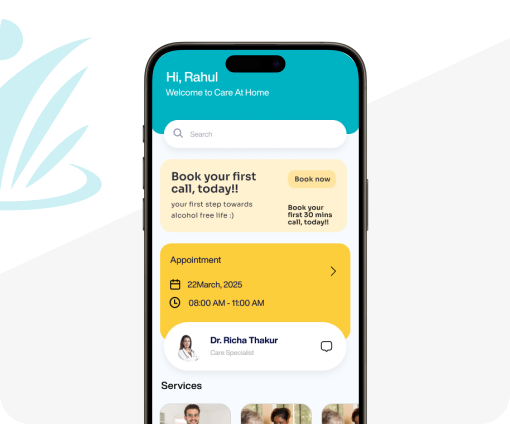 Hi, Rahul
Welcome to Care At Home
Search
Book your first
call, today!!
your first step towards
alcohol free life :)
Book now
Book your
first 30 mins
call, today!!
Appointment
22March, 2025
08:00 AM - 11:00 AM
Dr. Richa Thakur
Care Specialist
Services